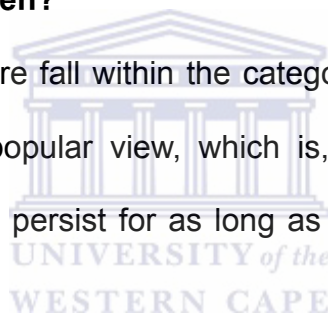 en?
re fall within the catego
popular view, which is,
persist for as long as
UNIVERSITY of the
WESTERN CAPE